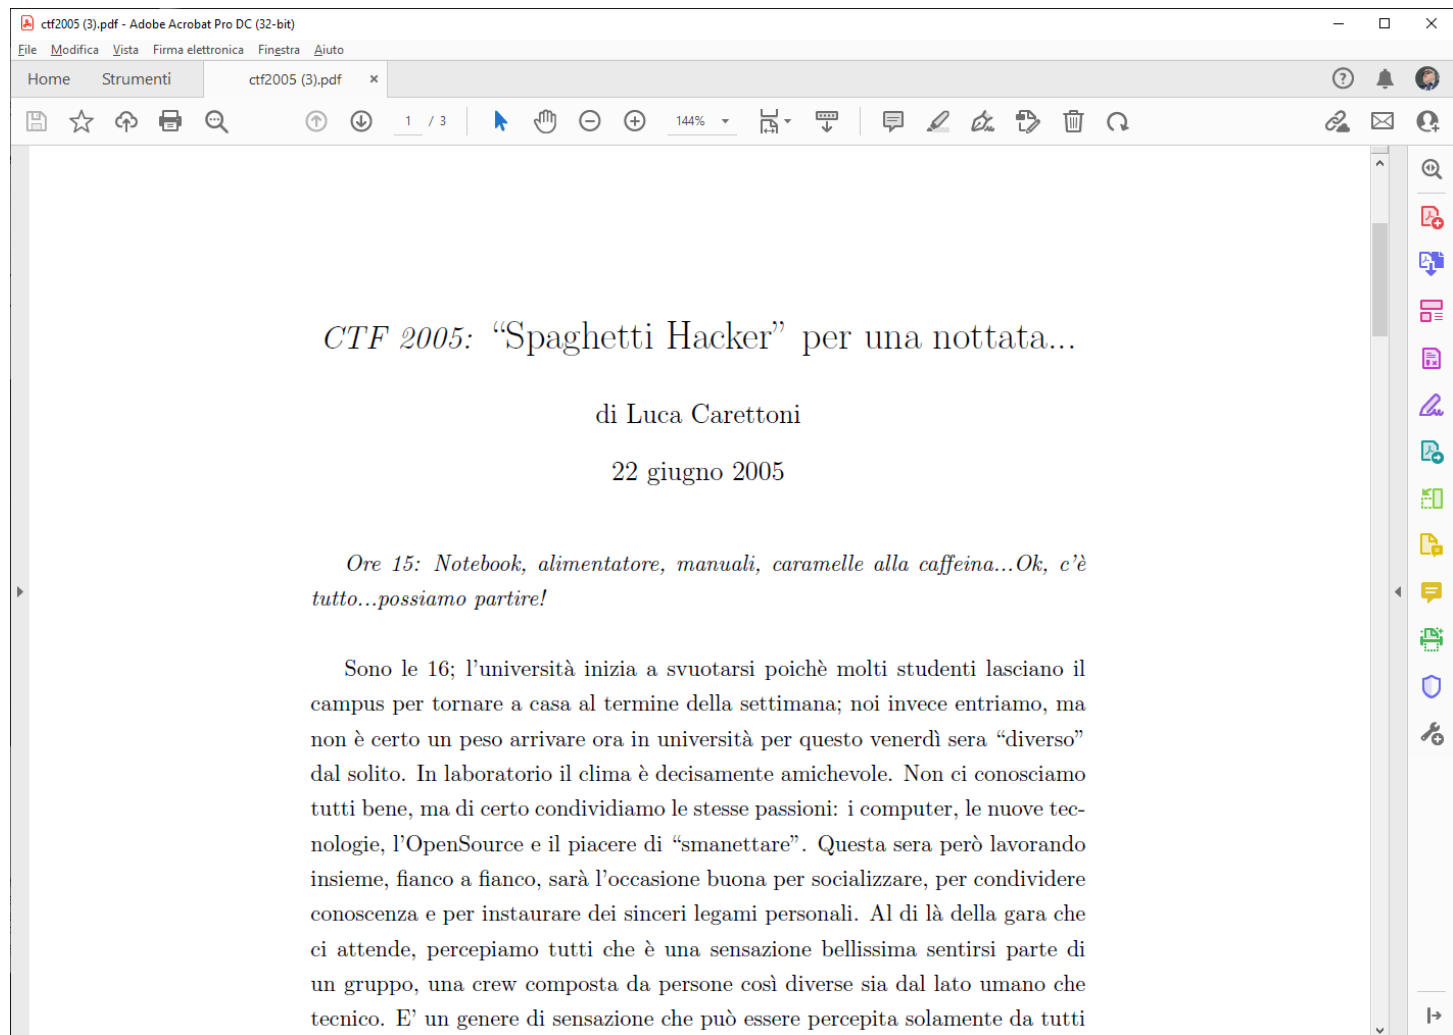 ctf2005 (3).pdf - Adobe Acrobat Pro DC (32-bit)
File Modifica Vista Firma elettronica Finestra Aiuto
Home Strumenti ctf2005 (3).pdf ×
1 / 3 144%
CTF 2005: “Spaghetti Hacker” per una nottata...
di Luca Carettoni
22 giugno 2005
Ore 15: Notebook, alimentatore, manuali, caramelle alla caffeina...Ok, c’è
tutto...possiamo partire!
Sono le 16; l’università inizia a svuotarsi poichè molti studenti lasciano il
campus per tornare a casa al termine della settimana; noi invece entriamo, ma
non è certo un peso arrivare ora in università per questo venerdì sera “diverso”
dal solito. In laboratorio il clima è decisamente amichevole. Non ci conosciamo
tutti bene, ma di certo condividiamo le stesse passioni: i computer, le nuove tec-
nologie, l’OpenSource e il piacere di “smanettare”. Questa sera però lavorando
insieme, fianco a fianco, sarà l’occasione buona per socializzare, per condividere
conoscenza e per instaurare dei sinceri legami personali. Al di là della gara che
ci attende, percepiamo tutti che è una sensazione bellissima sentirsi parte di
un gruppo, una crew composta da persone così diverse sia dal lato umano che
tecnico. E’ un genere di sensazione che può essere percepita solamente da tutti